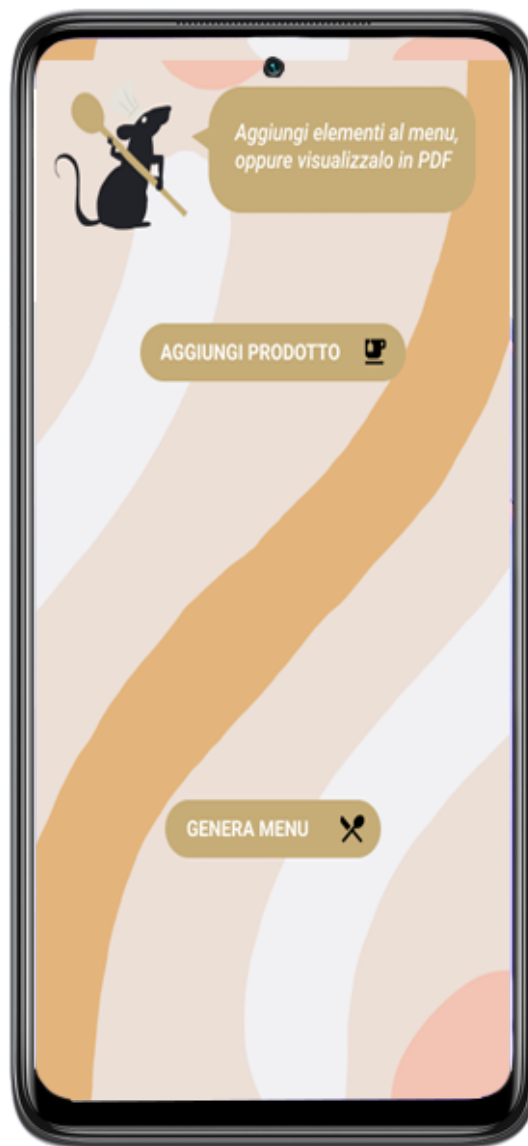 Aggiungi elementi al menu,
oppure visualizzalo in PDF
AGGIUNGI PRODOTTO
GENERA MENU